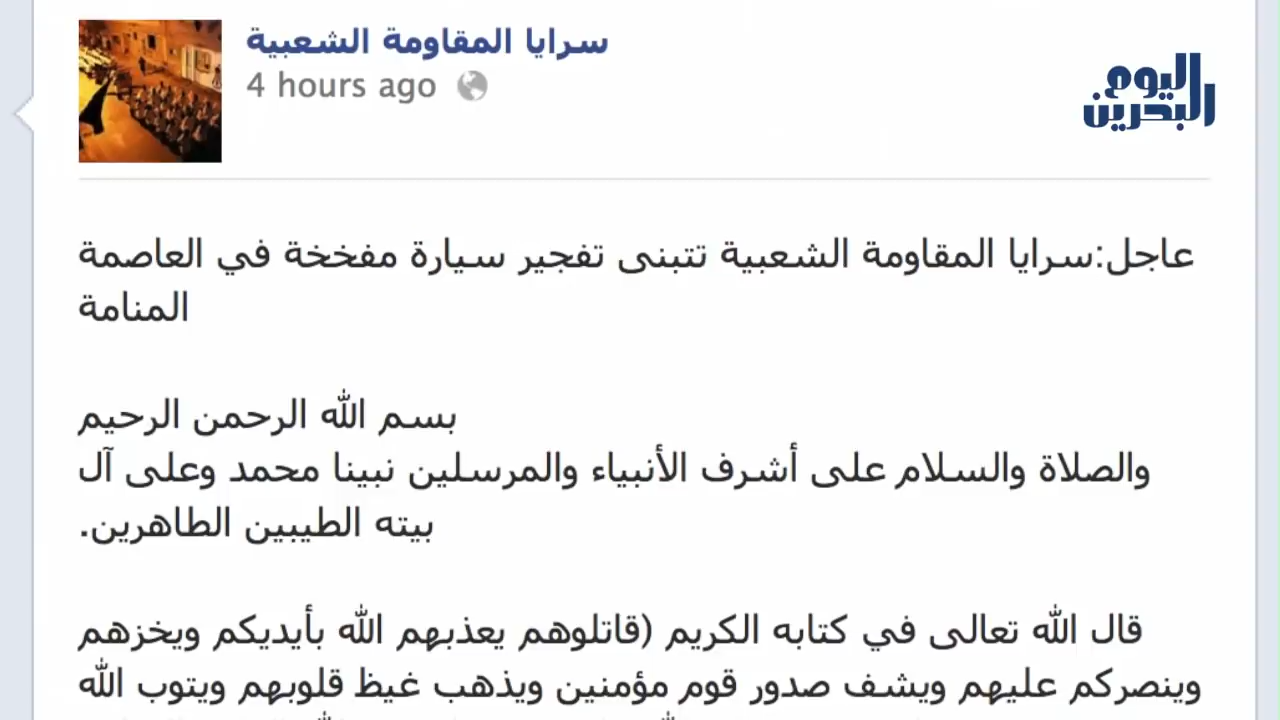 سرايا المقاومة الشعبية
4 hours ago
اليوم
البحرين
عاجل:سرايا المقاومة الشعبية تتبنى تفجير سيارة مفخخة في العاصمة
المنامة
بسم الله الرحمن الرحيم
والصلاة والسلام على أشرف الأنبياء والمرسلين نبينا محمد وعلى آل
بيته الطيبين الطاهرين.
قال الله تعالى في كتابه الكريم (قاتلوهم يعذبهم الله بأيديكم ويخزهم
وينصركم عليهم ويشف صدور قوم مؤمنين ويذهب غيظ قلوبهم ويتوب الله